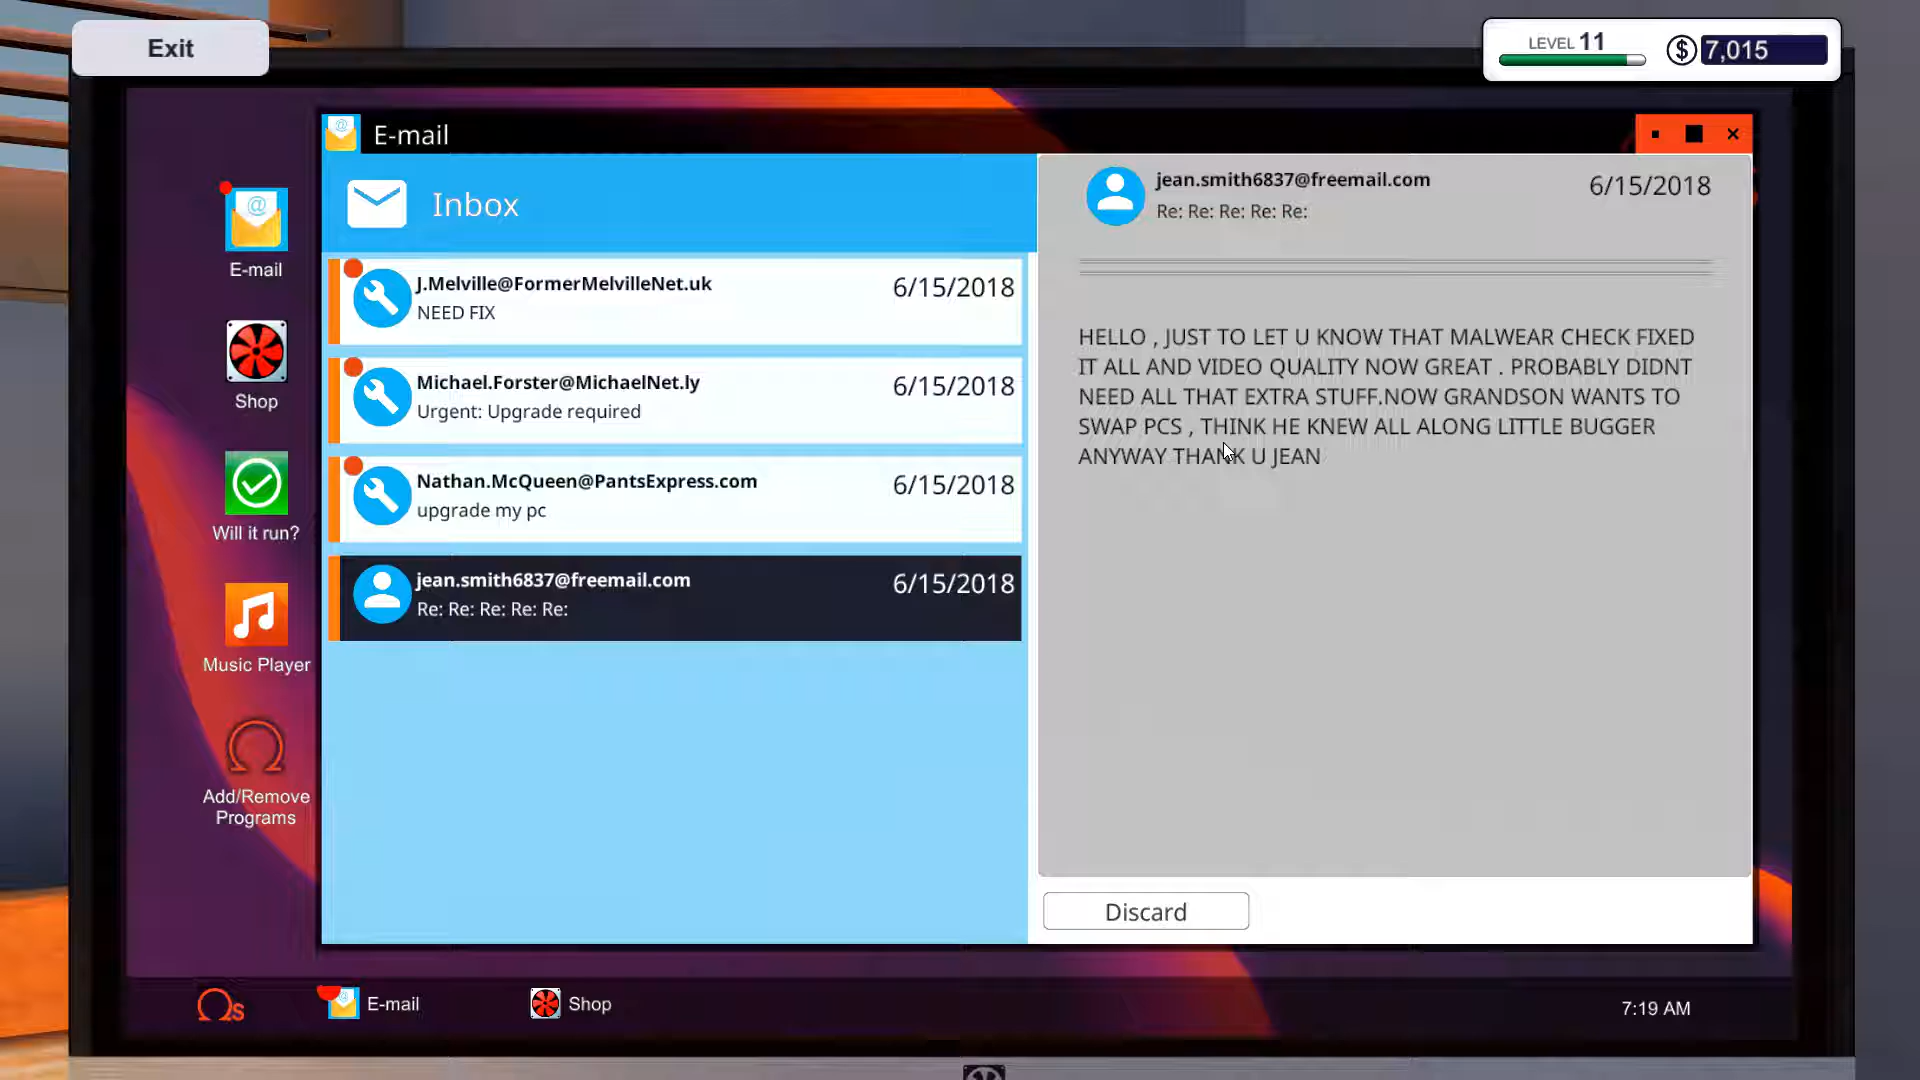 Exit
LEVEL 11
$ 7,015
E-mail
Inbox
J.Melville@FormerMelvilleNet.uk
6/15/2018
NEED FIX
Michael.Forster@MichaelNet.ly
6/15/2018
Urgent: Upgrade required
Nathan.McQueen@PantsExpress.com
6/15/2018
upgrade my pc
jean.smith6837@freemail.com
6/15/2018
Re: Re: Re: Re: Re:
jean.smith6837@freemail.com
6/15/2018
Re: Re: Re: Re: Re:
HELLO , JUST TO LET U KNOW THAT MALWEAR CHECK FIXED
IT ALL AND VIDEO QUALITY NOW GREAT . PROBABLY DIDNT
NEED ALL THAT EXTRA STUFF.NOW GRANDSON WANTS TO
SWAP PCS , THINK HE KNEW ALL ALONG LITTLE BUGGER
ANYWAY THANK U JEAN
Discard
E-mail
Shop
Will it run?
Music Player
Add/Remove
Programs
Ωs
E-mail
Shop
7:19 AM